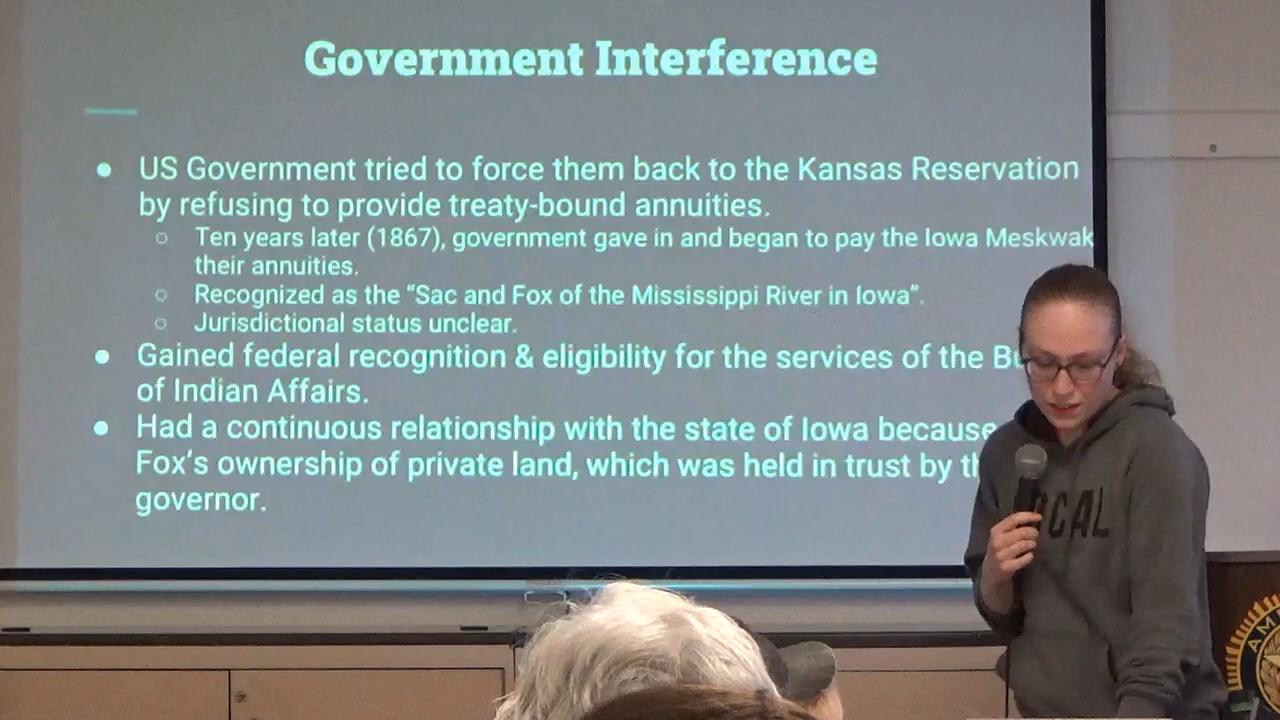 Government Interference
● US Government tried to force them back to the Kansas Reservation
by refusing to provide treaty-bound annuities.
○ Ten years later (1867), government gave in and began to pay the Iowa Meskwak
their annuities.
○ Recognized as the “Sac and Fox of the Mississippi River in Iowa”.
○ Jurisdictional status unclear.
● Gained federal recognition & eligibility for the services of the
of Indian Affairs.
● Had a continuous relationship with the state of Iowa because
Fox’s ownership of private land, which was held in trust by
governor.
CAL
AM